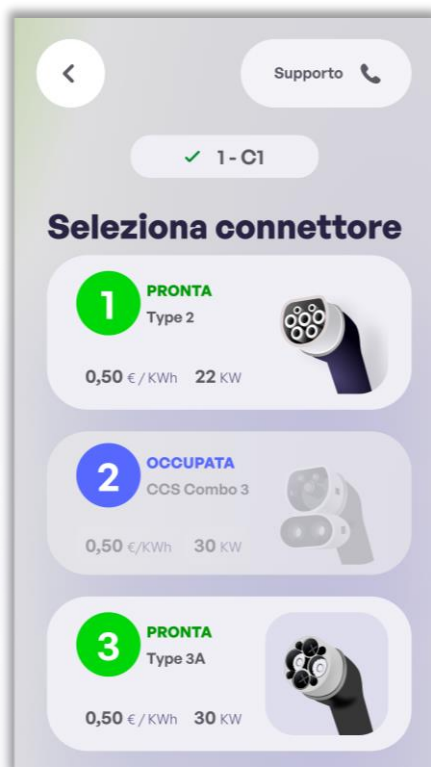 Supporto
1 - C1
Seleziona connettore
1 PRONTA
Type 2
0,50 € / KWh 22 KW
2 OCCUPATA
CCS Combo 3
0,50 €/KWh 30 KW
3 PRONTA
Type 3A
0,50 € / KWh 30 KW